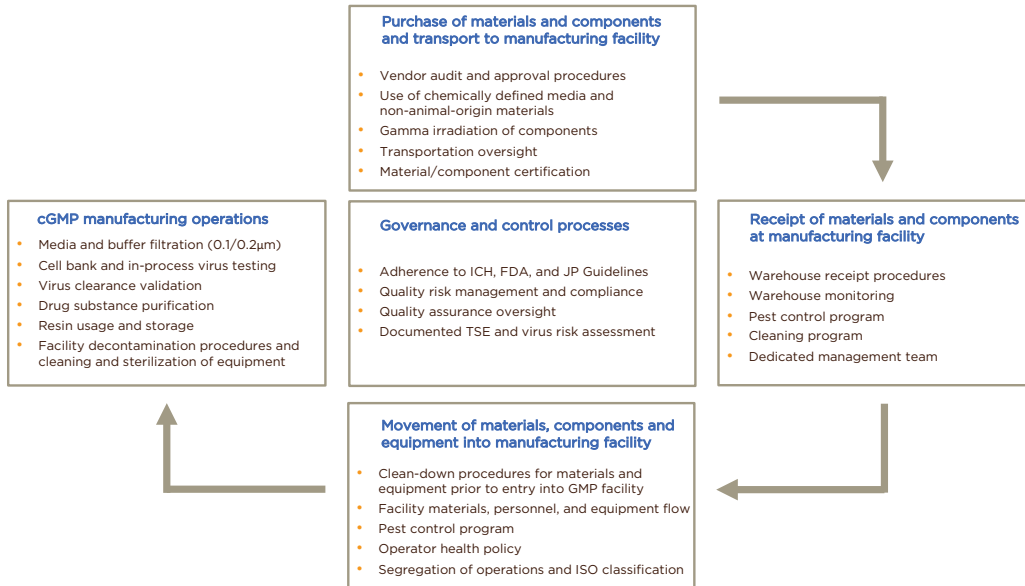 Purchase of materials and components
and transport to manufacturing facility
• Vendor audit and approval procedures
• Use of chemically defined media and
non-animal-origin materials
• Gamma irradiation of components
• Transportation oversight
• Material/component certification
cGMP manufacturing operations
• Media and buffer filtration (0.1/0.2μm)
• Cell bank and in-process virus testing
• Virus clearance validation
• Drug substance purification
• Resin usage and storage
• Facility decontamination procedures and
cleaning and sterilization of equipment
Governance and control processes
• Adherence to ICH, FDA, and JP Guidelines
• Quality risk management and compliance
• Quality assurance oversight
• Documented TSE and virus risk assessment
Receipt of materials and components
at manufacturing facility
• Warehouse receipt procedures
• Warehouse monitoring
• Pest control program
• Cleaning program
• Dedicated management team
Movement of materials, components and
equipment into manufacturing facility
• Clean-down procedures for materials and
equipment prior to entry into GMP facility
• Facility materials, personnel, and equipment flow
• Pest control program
• Operator health policy
• Segregation of operations and ISO classification